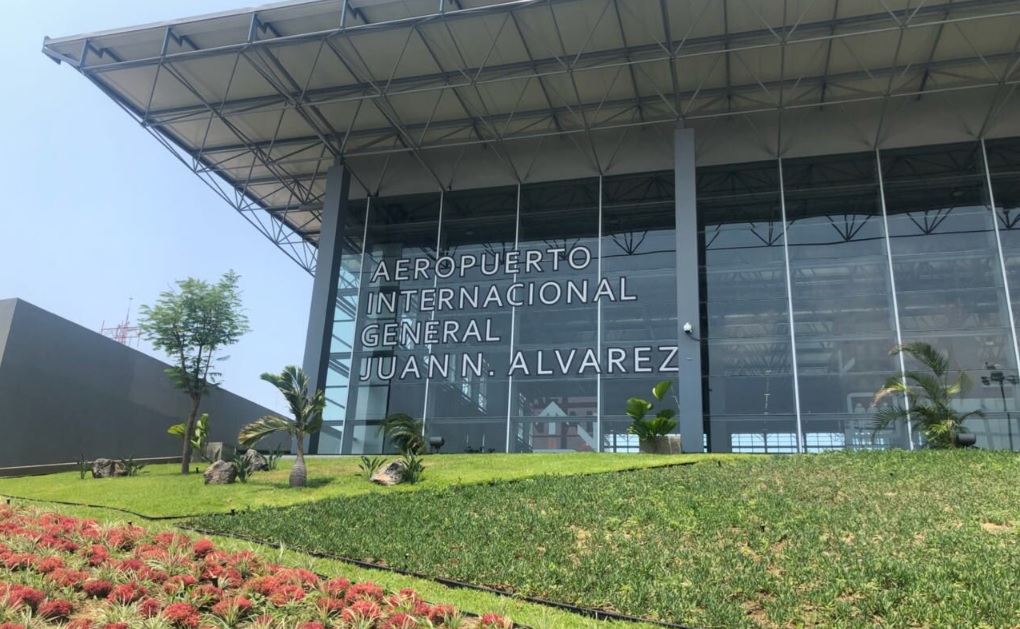 AEROPUERTO
INTERNACIONAL
GENERAL
JUAN N. ALVAREZ